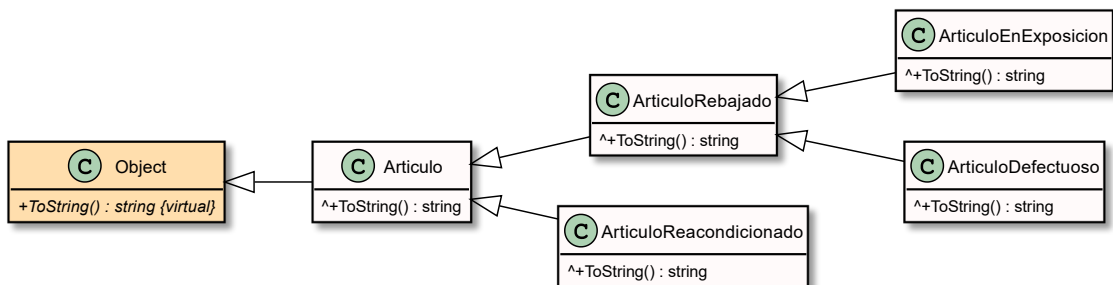 C Object
+ToString() : string {virtual}
C Articulo
^+ToString() : string
C ArticuloRebajado
^+ToString() : string
C ArticuloReacondicionado
^+ToString() : string
C ArticuloEnExposicion
^+ToString() : string
C ArticuloDefectuoso
^+ToString() : string